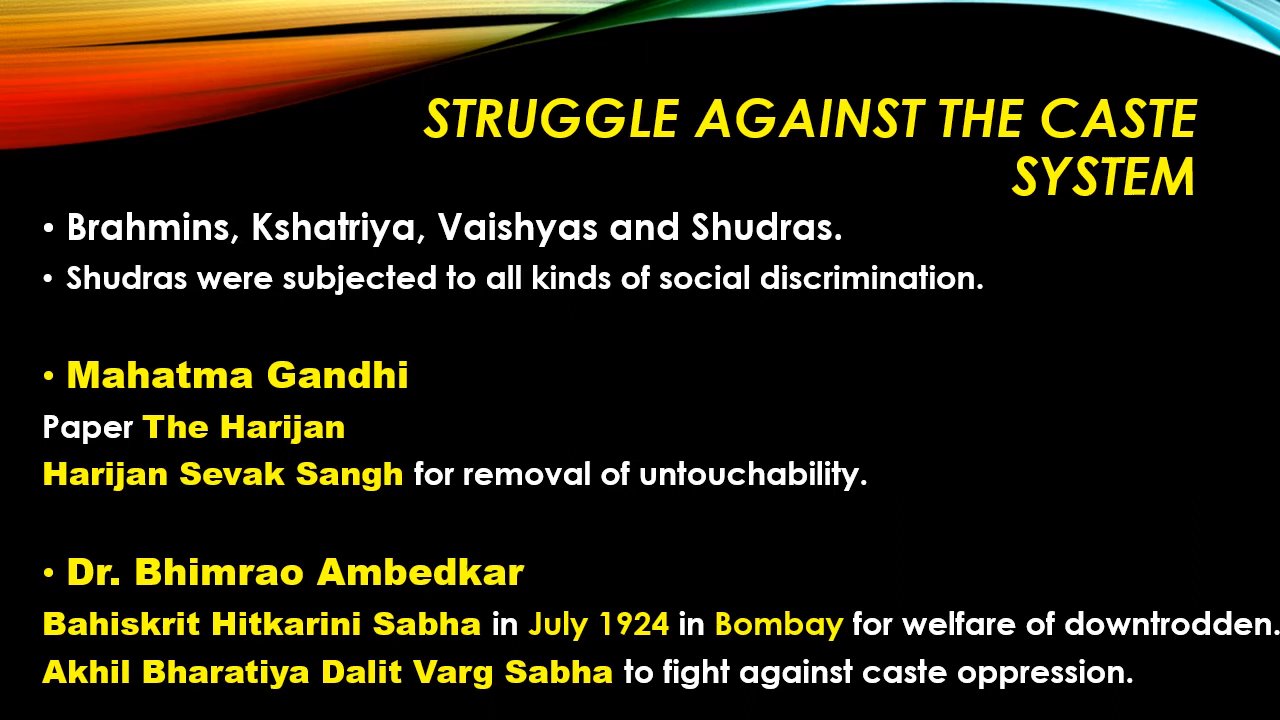 STRUGGLE AGAINST THE CASTE
SYSTEM
• Brahmins, Kshatriya, Vaishyas and Shudras.
• Shudras were subjected to all kinds of social discrimination.
• Mahatma Gandhi
Paper The Harijan
Harijan Sevak Sangh for removal of untouchability.
• Dr. Bhimrao Ambedkar
Bahiskrit Hitkarini Sabha in July 1924 in Bombay for welfare of downtrodden.
Akhil Bharatiya Dalit Varg Sabha to fight against caste oppression.